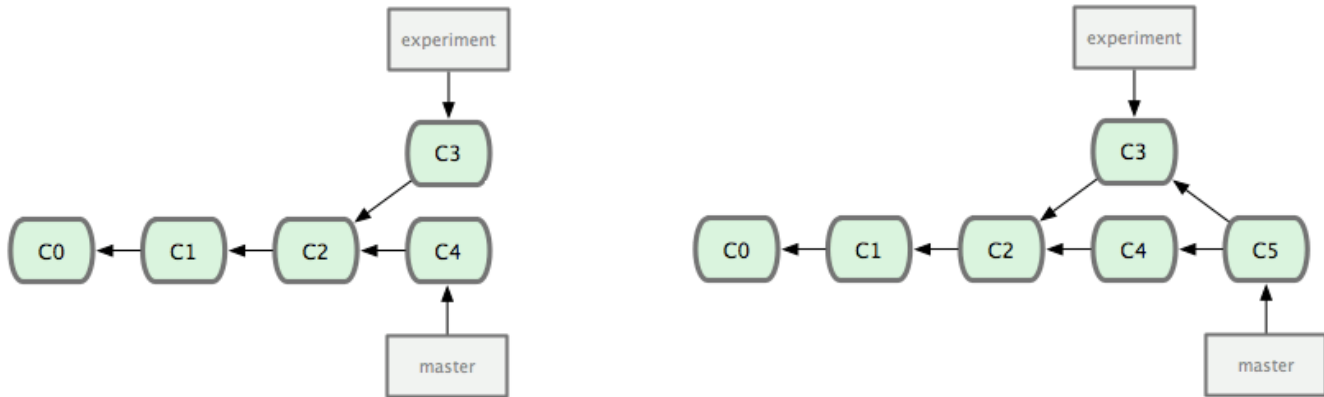 experiment
C3
C0 C1 C2 C4
master
experiment
C3
C0 C1 C2 C4 C5
master